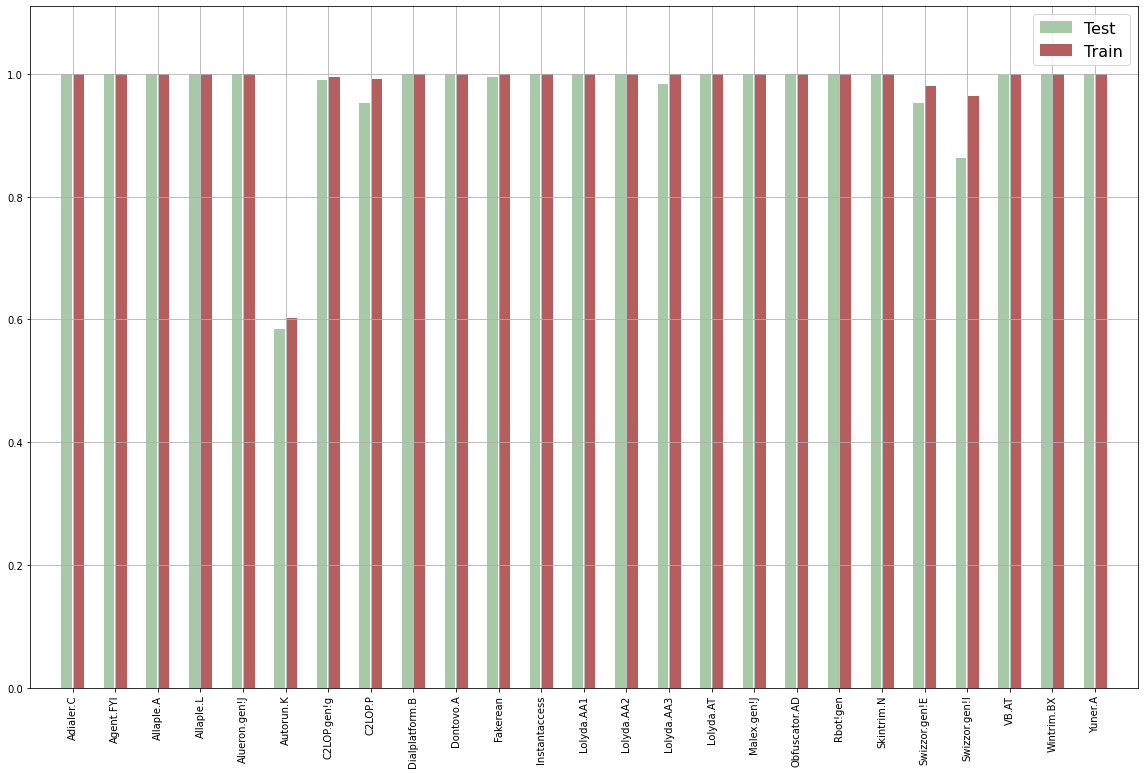 Test
Train
1.0
0.8
0.6
0.4
0.2
0.0
Adialer.C
Agent.FYI
Allaple.A
Allaple.L
Alueron.gen!J
Autorun.K
C2LOP.gen!g
C2LOP.P
Dialplatform.B
Dontovo.A
Fakerean
Instantaccess
Lolyda.AA1
Lolyda.AA2
Lolyda.AA3
Lolyda.AT
Malex.gen!J
Obfuscator.AD
Rbot!gen
Skintrim.N
Swizzor.gen!E
Swizzor.gen!I
VB.AT
Wintrim.BX
Yuner.A